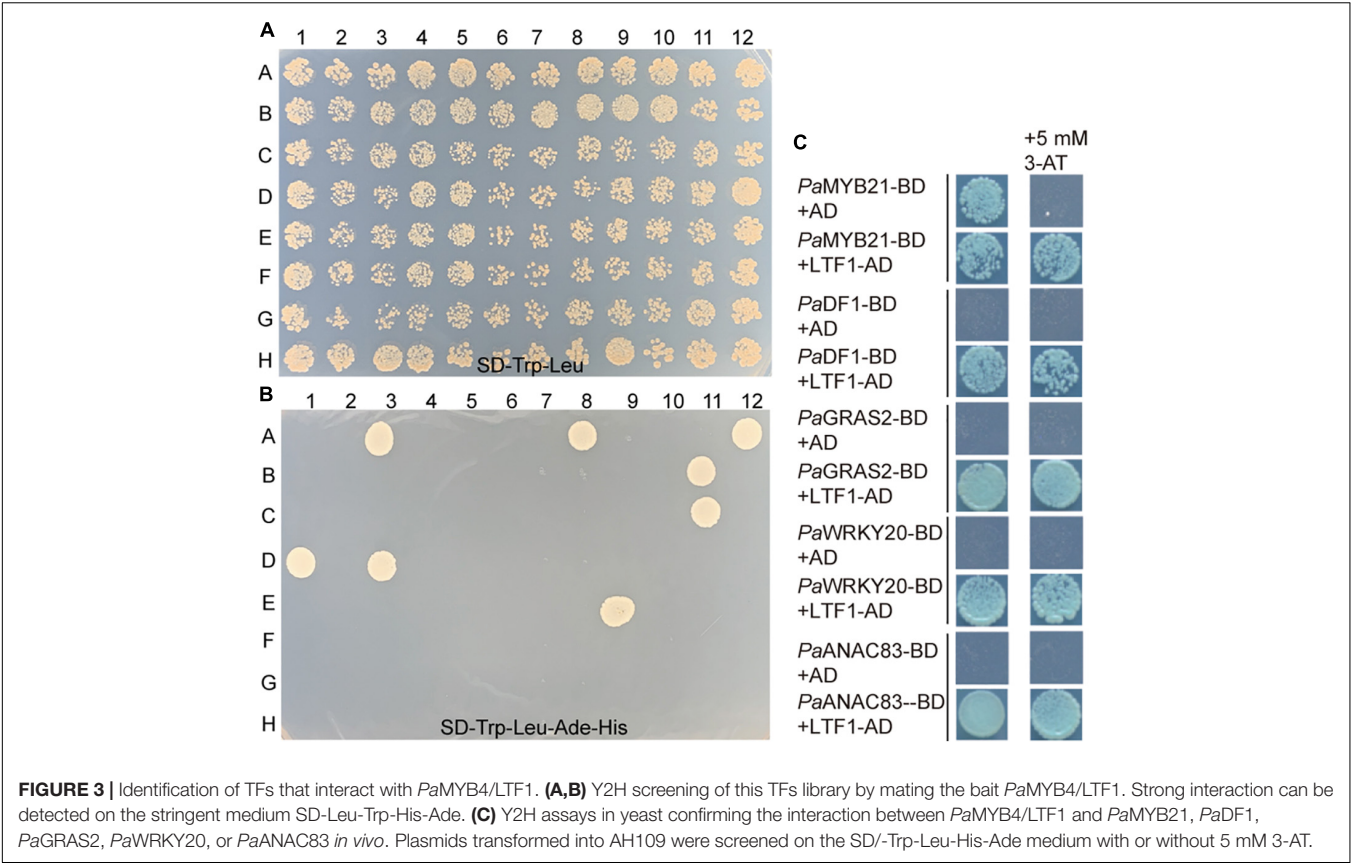 A
1 2 3 4 5 6 7 8 9 10 11 12
A
B
C
D
E
F
G
H
SD-Trp-Leu
B
1 2 3 4 5 6 7 8 9 10 11 12
A
B
C
D
E
F
G
H
SD-Trp-Leu-Ade-His
C
+5 mM
3-AT
PaMYB21-BD
+AD
PaMYB21-BD
+LTF1-AD
PaDF1-BD
+AD
PaDF1-BD
+LTF1-AD
PaGRAS2-BD
+AD
PaGRAS2-BD
+LTF1-AD
PaWRKY20-BD
+AD
PaWRKY20-BD
+LTF1-AD
PaANAC83-BD
+AD
PaANAC83--BD
+LTF1-AD
FIGURE 3 | Identification of TFs that interact with PaMYB4/LTF1. (A,B) Y2H screening of this TFs library by mating the bait PaMYB4/LTF1. Strong interaction can be
detected on the stringent medium SD-Leu-Trp-His-Ade. (C) Y2H assays in yeast confirming the interaction between PaMYB4/LTF1 and PaMYB21, PaDF1,
PaGRAS2, PaWRKY20, or PaANAC83 in vivo. Plasmids transformed into AH109 were screened on the SD/-Trp-Leu-His-Ade medium with or without 5 mM 3-AT.